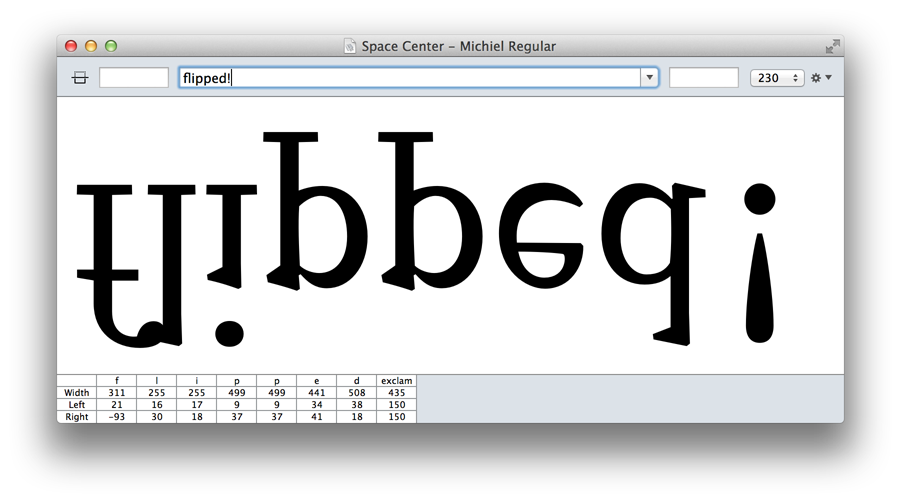 Space Center – Michiel Regular
flipped!
230
flipped!
f l i p p e d exclam
Width 311 255 255 499 499 441 508 435
Left 21 16 17 9 9 34 38 150
Right -93 30 18 37 37 41 18 150